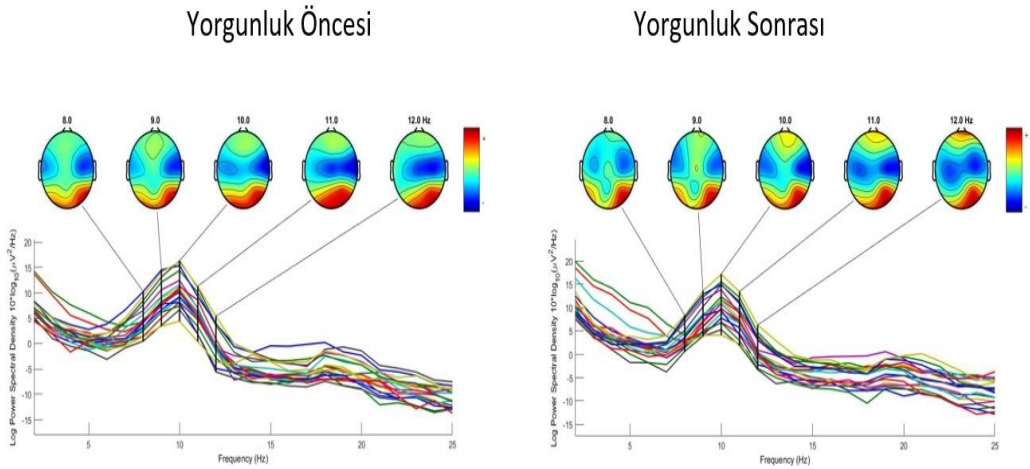 Yorgunluk Öncesi
8.0 9.0 10.0 11.0 12.0 Hz
+
-
Log Power Spectral Density 10*log10(μV²/Hz)
20
15
10
5
0
-5
-10
-15
5 10 15 20 25
Frequency (Hz)
Yorgunluk Sonrası
8.0 9.0 10.0 11.0 12.0 Hz
+
-
Log Power Spectral Density 10*log10(μV²/Hz)
20
15
10
5
0
-5
-10
-15
5 10 15 20 25
Frequency (Hz)